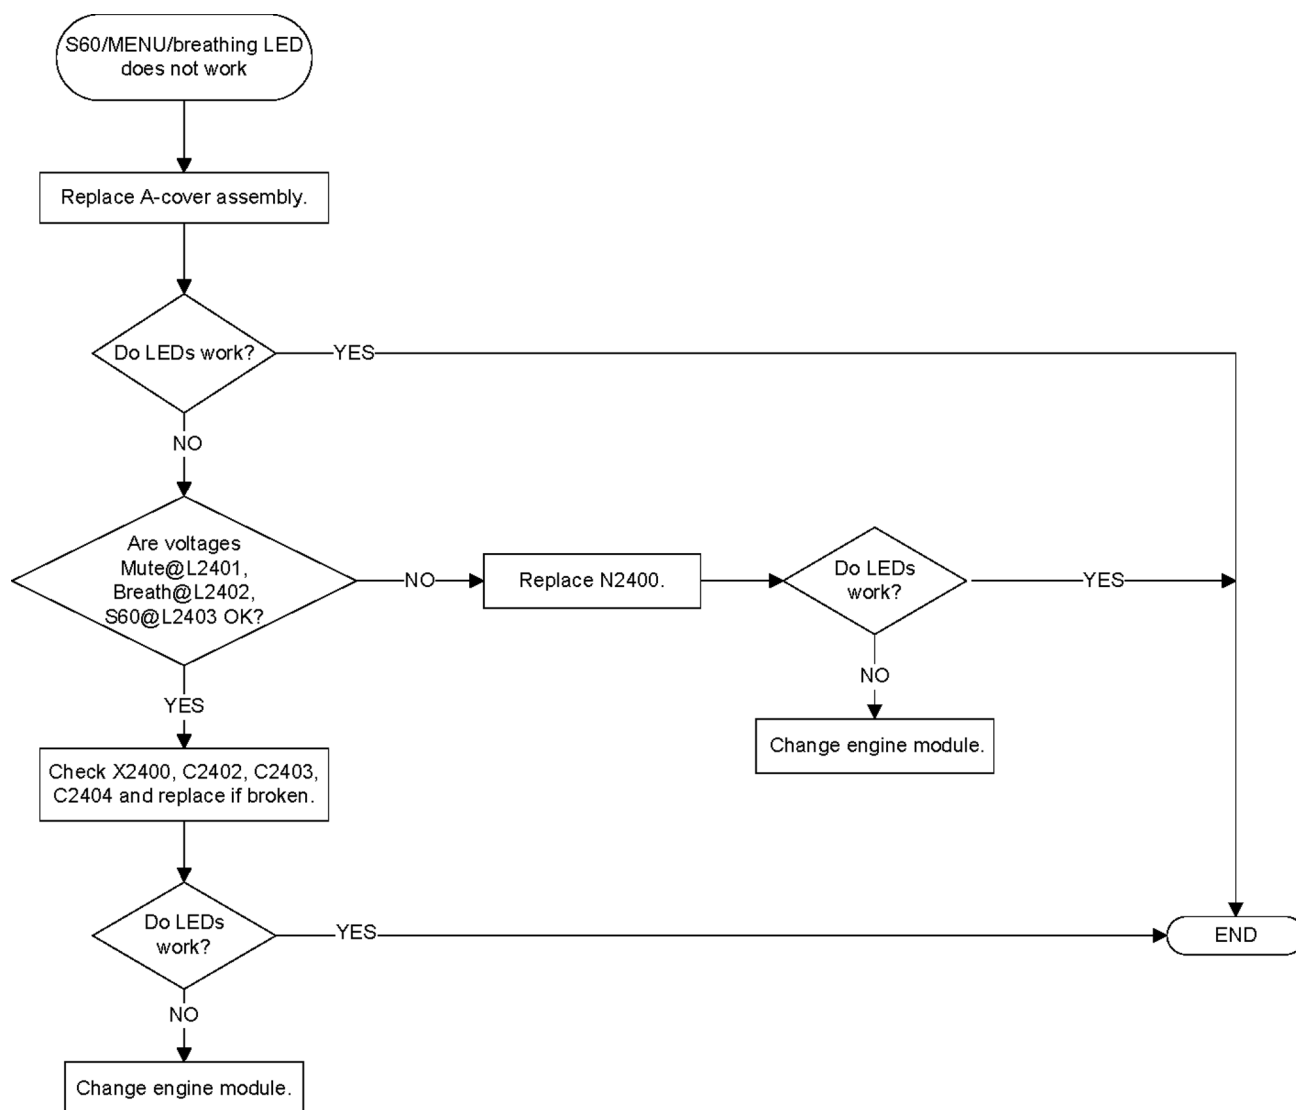 S60/MENU/breathing LED
does not work
Replace A-cover assembly.
Do LEDs work?
YES
NO
Are voltages
Mute@L2401,
Breath@L2402,
S60@L2403 OK?
NO
Replace N2400.
Do LEDs
work?
YES
NO
Change engine module.
YES
Check X2400, C2402, C2403,
C2404 and replace if broken.
Do LEDs
work?
YES
END
NO
Change engine module.